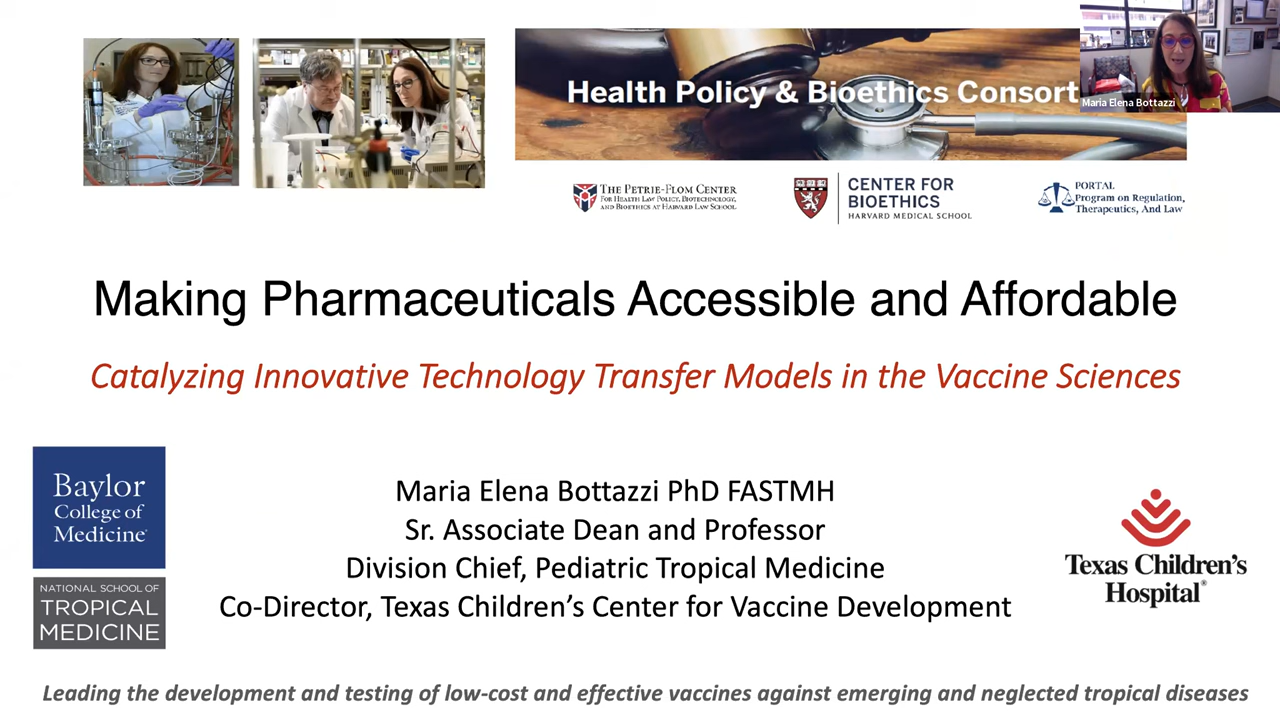 Health Policy & Bioethics Consort
Maria Elena Bottazzi
THE PETRIE-FLOM CENTER
FOR HEALTH LAW POLICY, BIOTECHNOLOGY,
AND BIOETHICS AT HARVARD LAW SCHOOL
CENTER FOR
BIOETHICS
HARVARD MEDICAL SCHOOL
PORTAL
Program on Regulation,
Therapeutics, And Law
Making Pharmaceuticals Accessible and Affordable
Catalyzing Innovative Technology Transfer Models in the Vaccine Sciences
Baylor
College of
Medicine
NATIONAL SCHOOL OF
TROPICAL
MEDICINE
Maria Elena Bottazzi PhD FASTMH
Sr. Associate Dean and Professor
Division Chief, Pediatric Tropical Medicine
Co-Director, Texas Children’s Center for Vaccine Development
Texas Children's
Hospital®
Leading the development and testing of low-cost and effective vaccines against emerging and neglected tropical diseases